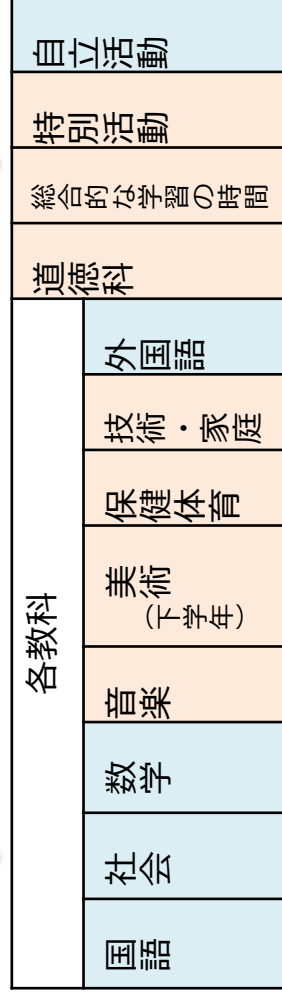 各教科
国語
社会
数学
音楽
美術
（下学年）
保健体育
技術・家庭
外国語
道徳科
総合的な学習の時間
特別活動
自立活動